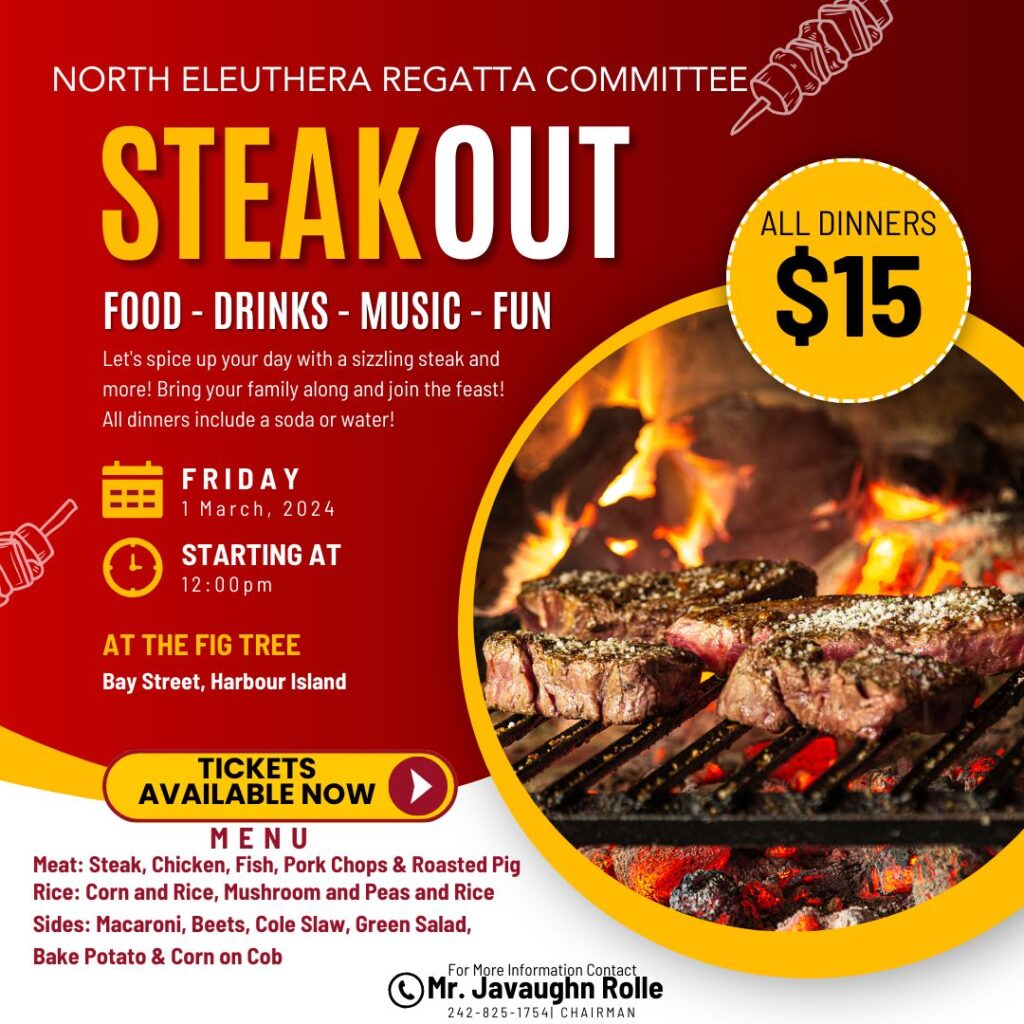 NORTH ELEUTHERA REGATTA COMMITTEE
STEAKOUT
ALL DINNERS
$15
FOOD - DRINKS - MUSIC - FUN
Let's spice up your day with a sizzling steak and
more! Bring your family along and join the feast!
All dinners include a soda or water!
FRIDAY
1 March, 2024
STARTING AT
12:00pm
AT THE FIG TREE
Bay Street, Harbour Island
TICKETS
AVAILABLE NOW
MENU
Meat: Steak, Chicken, Fish, Pork Chops & Roasted Pig
Rice: Corn and Rice, Mushroom and Peas and Rice
Sides: Macaroni, Beets, Cole Slaw, Green Salad,
Bake Potato & Corn on Cob
For More Information Contact
Mr. Javaughn Rolle
242-825-1754| CHAIRMAN